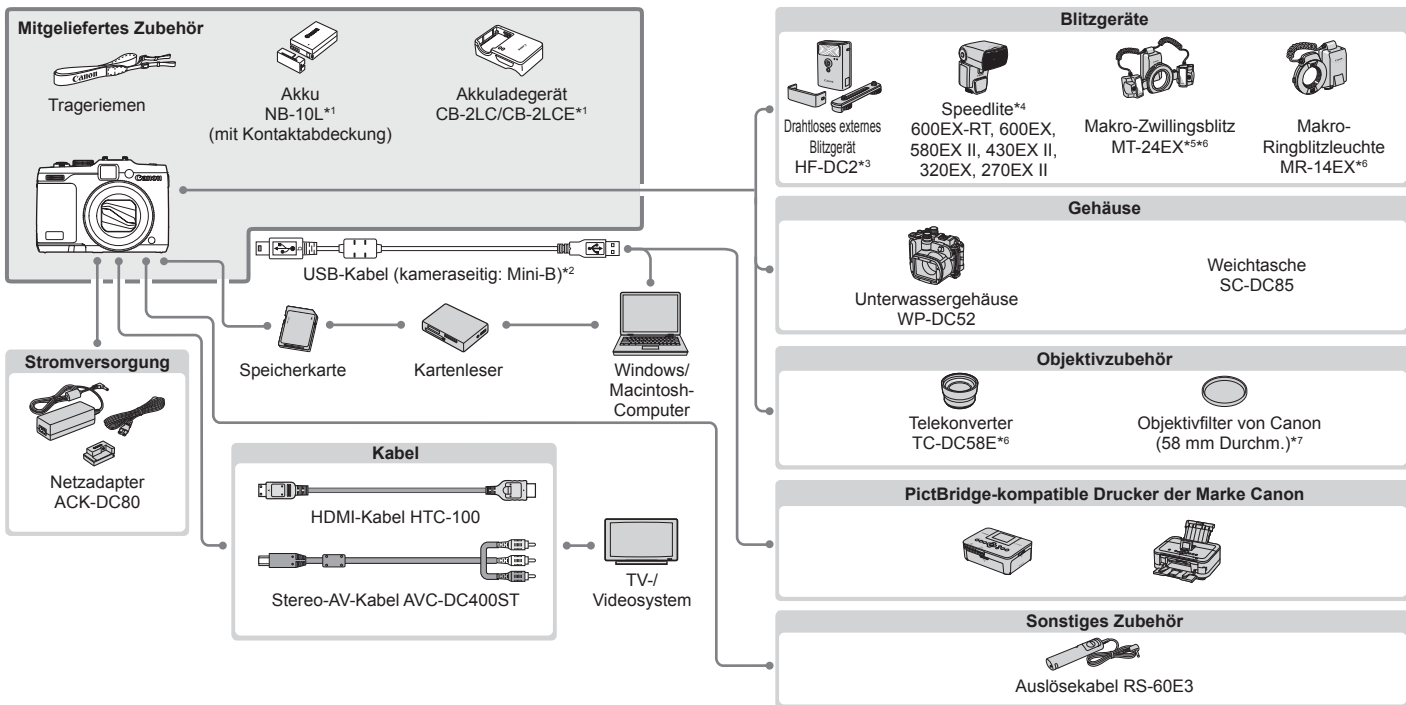 Mitgeliefertes Zubehör
Canon
Trageriemen
Akku
NB-10L*1
(mit Kontaktabdeckung)
Akkuladegerät
CB-2LC/CB-2LCE*1
Canon
USB-Kabel (kameraseitig: Mini-B)*2
Speicherkarte
Kartenleser
Windows/
Macintosh-
Computer
Stromversorgung
Netzadapter
ACK-DC80
Kabel
HDMI-Kabel HTC-100
Stereo-AV-Kabel AVC-DC400ST
TV-/
Videosystem
Blitzgeräte
Drahtloses externes
Blitzgerät
HF-DC2*3
Speedlite*4
600EX-RT, 600EX,
580EX II, 430EX II,
320EX, 270EX II
Makro-Zwillingsblitz
MT-24EX*5*6
Makro-
Ringblitzleuchte
MR-14EX*6
Gehäuse
Unterwassergehäuse
WP-DC52
Weichtasche
SC-DC85
Objektivzubehör
Telekonverter
TC-DC58E*6
Objektivfilter von Canon
(58 mm Durchm.)*7
PictBridge-kompatible Drucker der Marke Canon
Sonstiges Zubehör
Auslösekabel RS-60E3